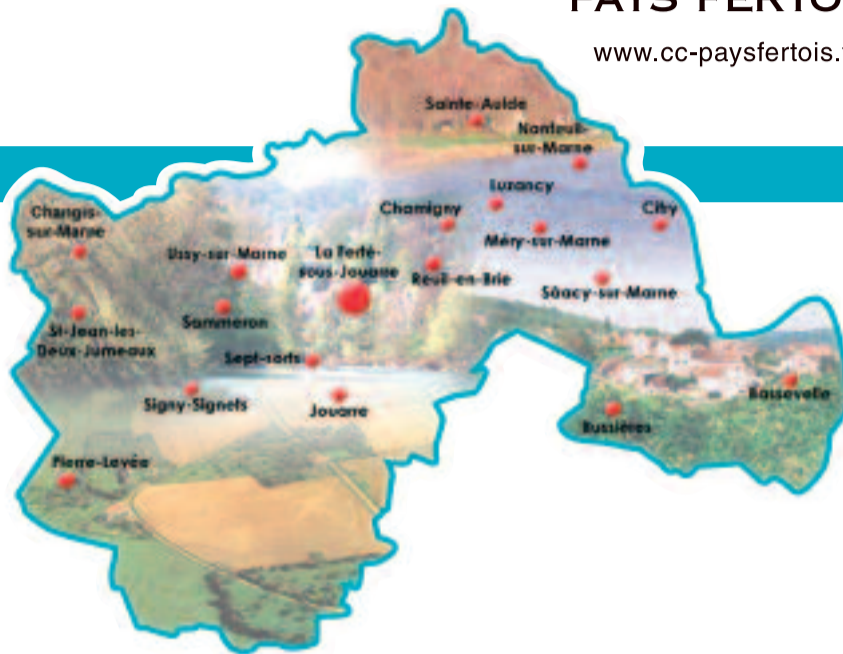 PAYS FERTO
www.cc-paysfertois.
Sainte-Aulde
Nanteuil-
sur-Marne
Luzancy
Changis-
sur-Marne
Chamigny
Citry
Méry-sur-Marne
Ussy-sur-Marne
La Ferté-
sous-Jouarre
Reuil-en-Brie
Sâacy-sur-Marne
St-Jean-les-
Deux-Jumeaux
Sammeron
Sept-sorts
Signy-Signets
Jouarre
Bassevelle
Bussières
Pierre-Levée